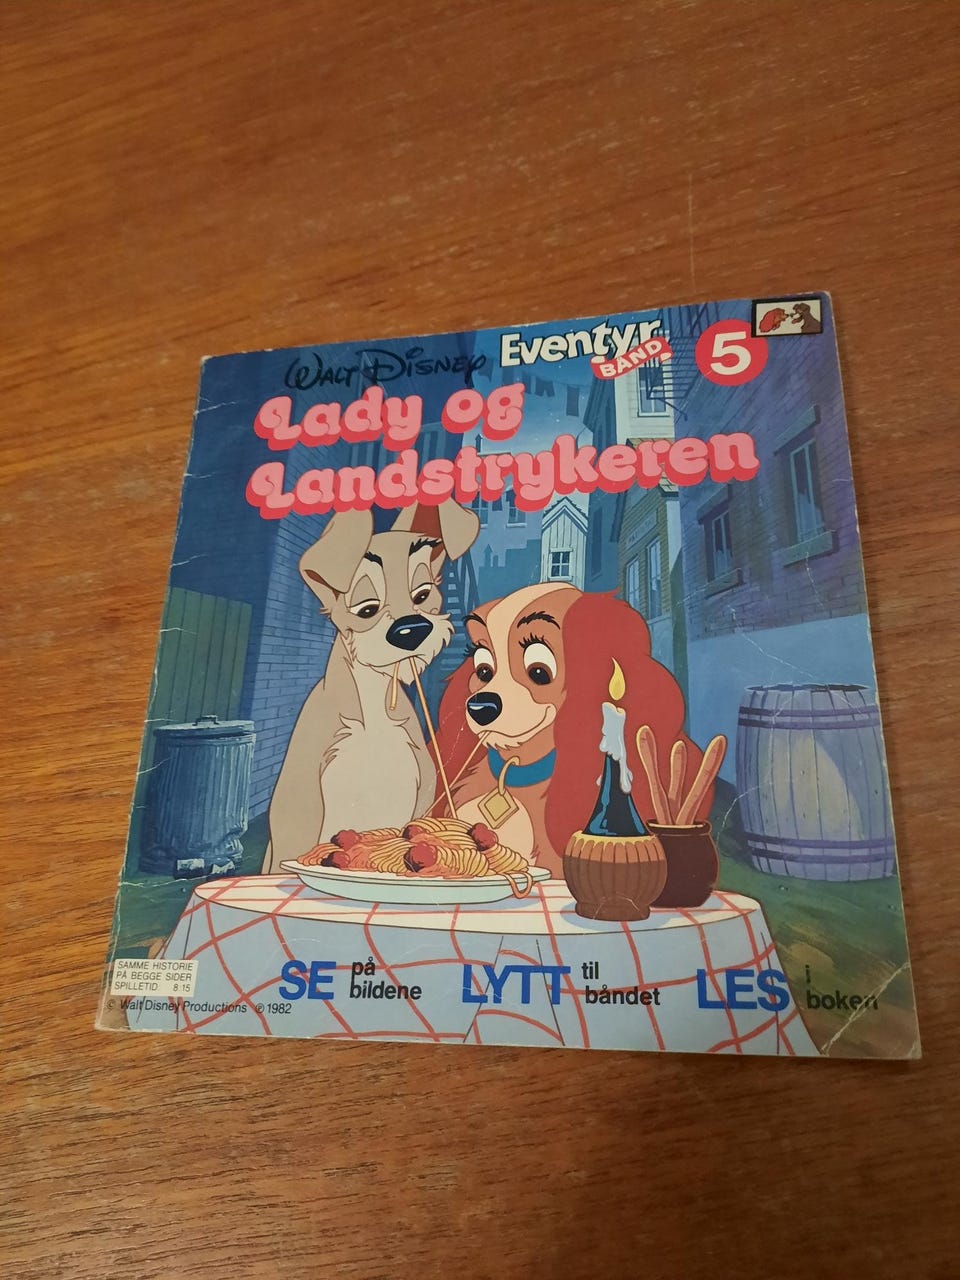 WALT DISNEY
Eventyr
BÅND
5
Lady og
Landstrykeren
SAMME HISTORIE
PÅ BEGGE SIDER
SPILLETID 8.15
SE på bildene
LYTT til båndet
LES i boken
© Walt Disney Productions © 1982